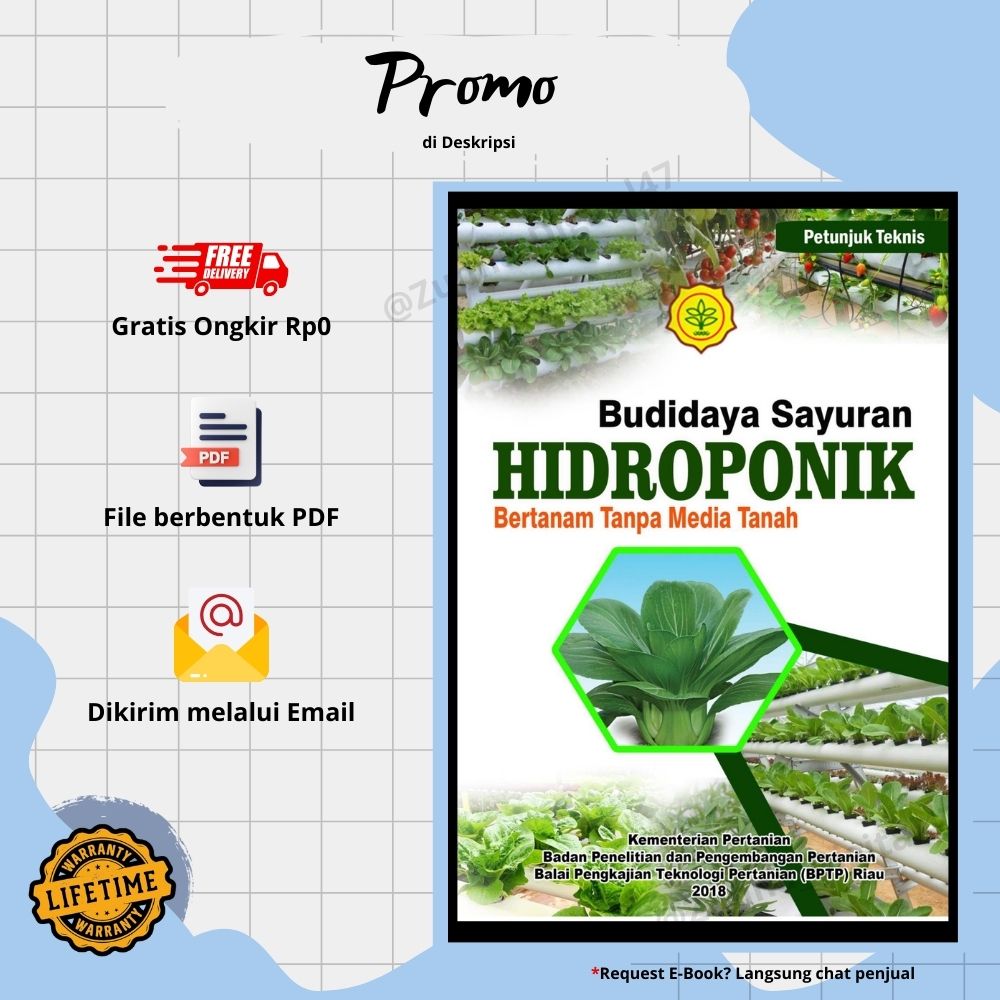 Promo
di Deskripsi
FREE
DELIVERY
Gratis Ongkir Rp0
PDF
File berbentuk PDF
@
Dikirim melalui Email
WARRANTY
LIFETIME
WARRANTY
Petunjuk Teknis
Budidaya Sayuran
HIDROPONIK
Bertanam Tanpa Media Tanah
Kementerian Pertanian
Badan Penelitian dan Pengembangan Pertanian
Balai Pengkajian Teknologi Pertanian (BPTP) Riau
2018
*Request E-Book? Langsung chat penjual